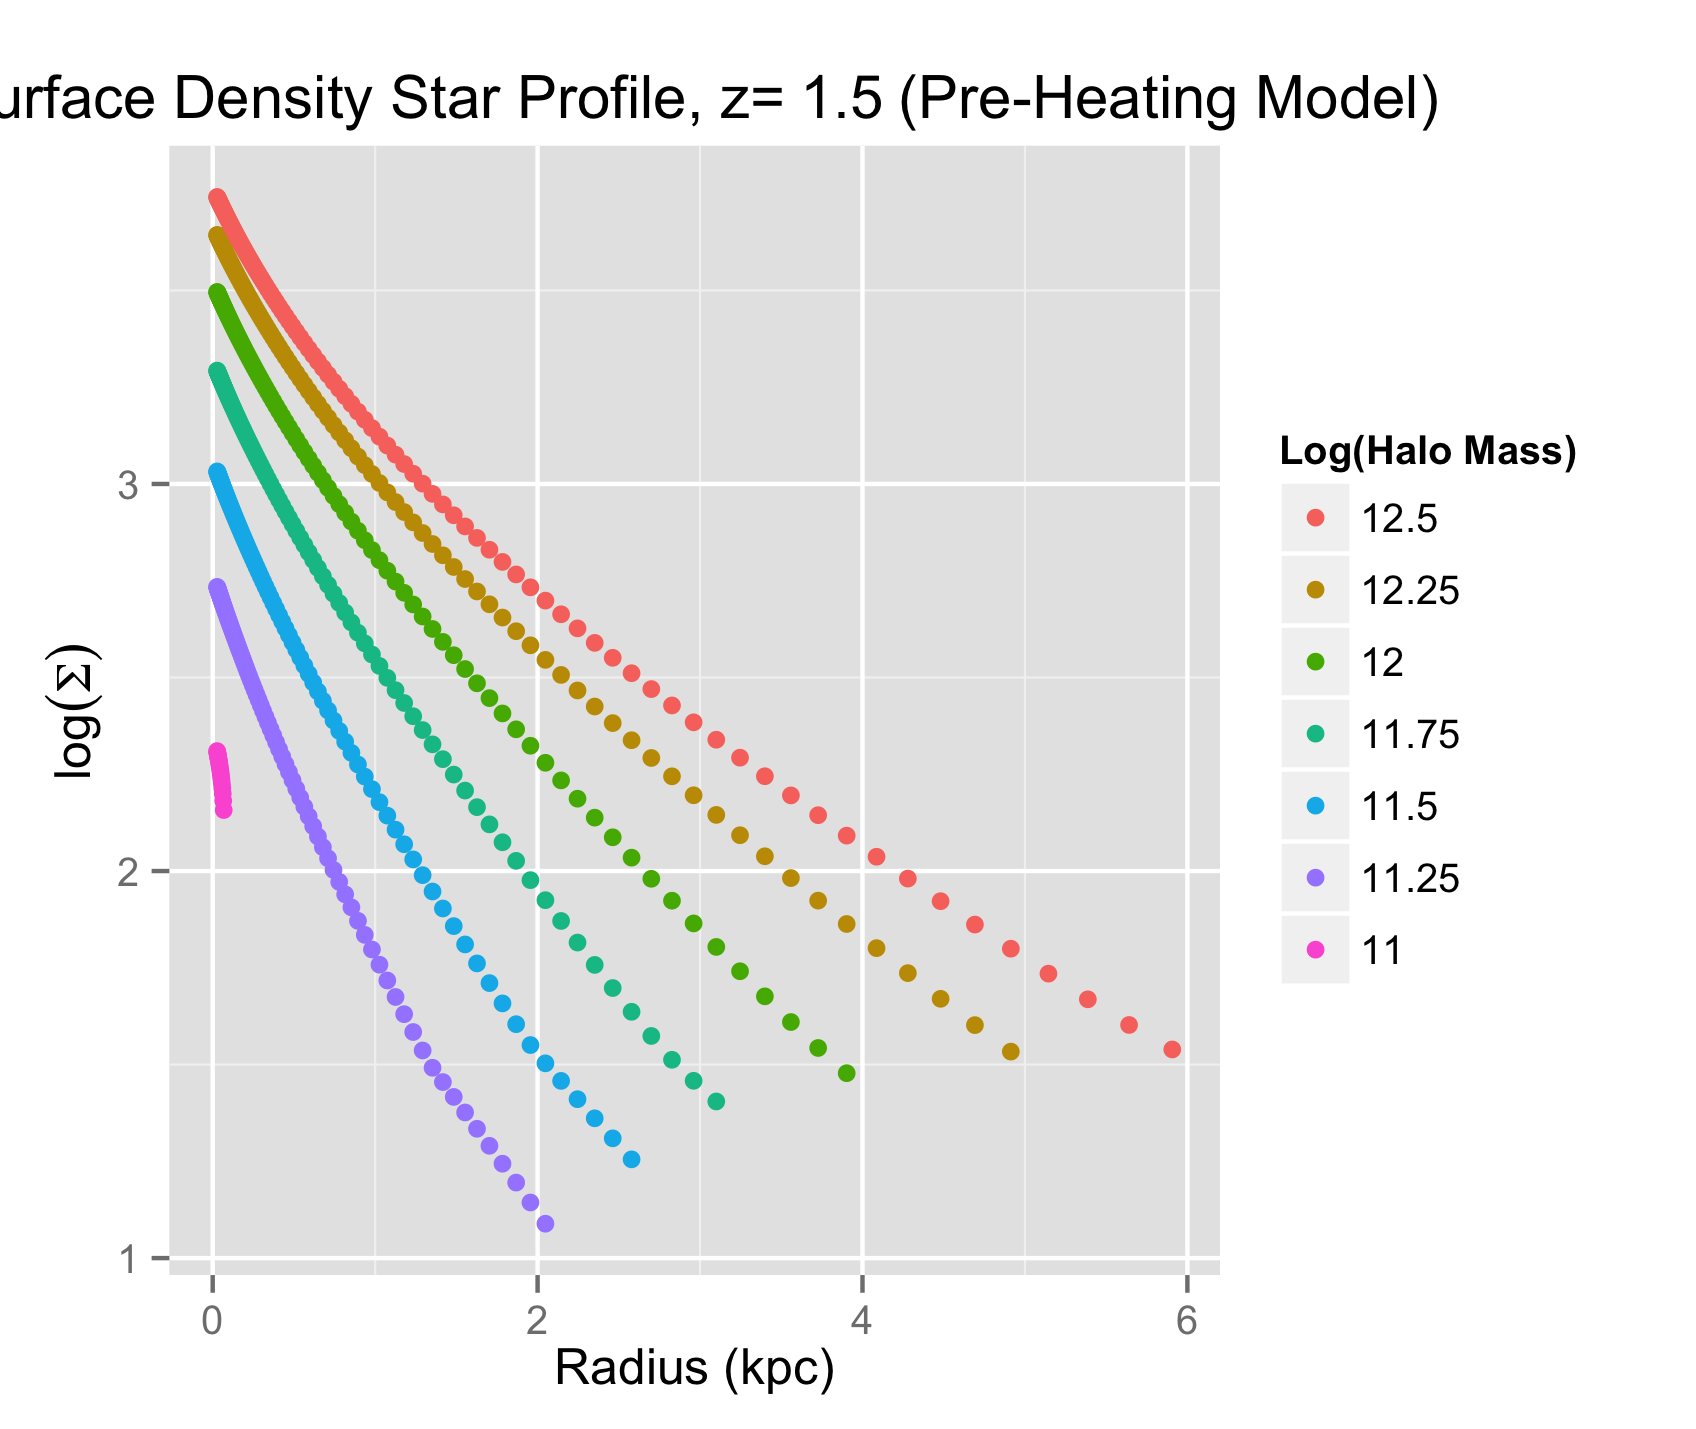 urface Density Star Profile, z= 1.5 (Pre-Heating Model)
log(Σ)
3
2
1
0 2 4 6
Radius (kpc)
Log(Halo Mass)
12.5
12.25
12
11.75
11.5
11.25
11